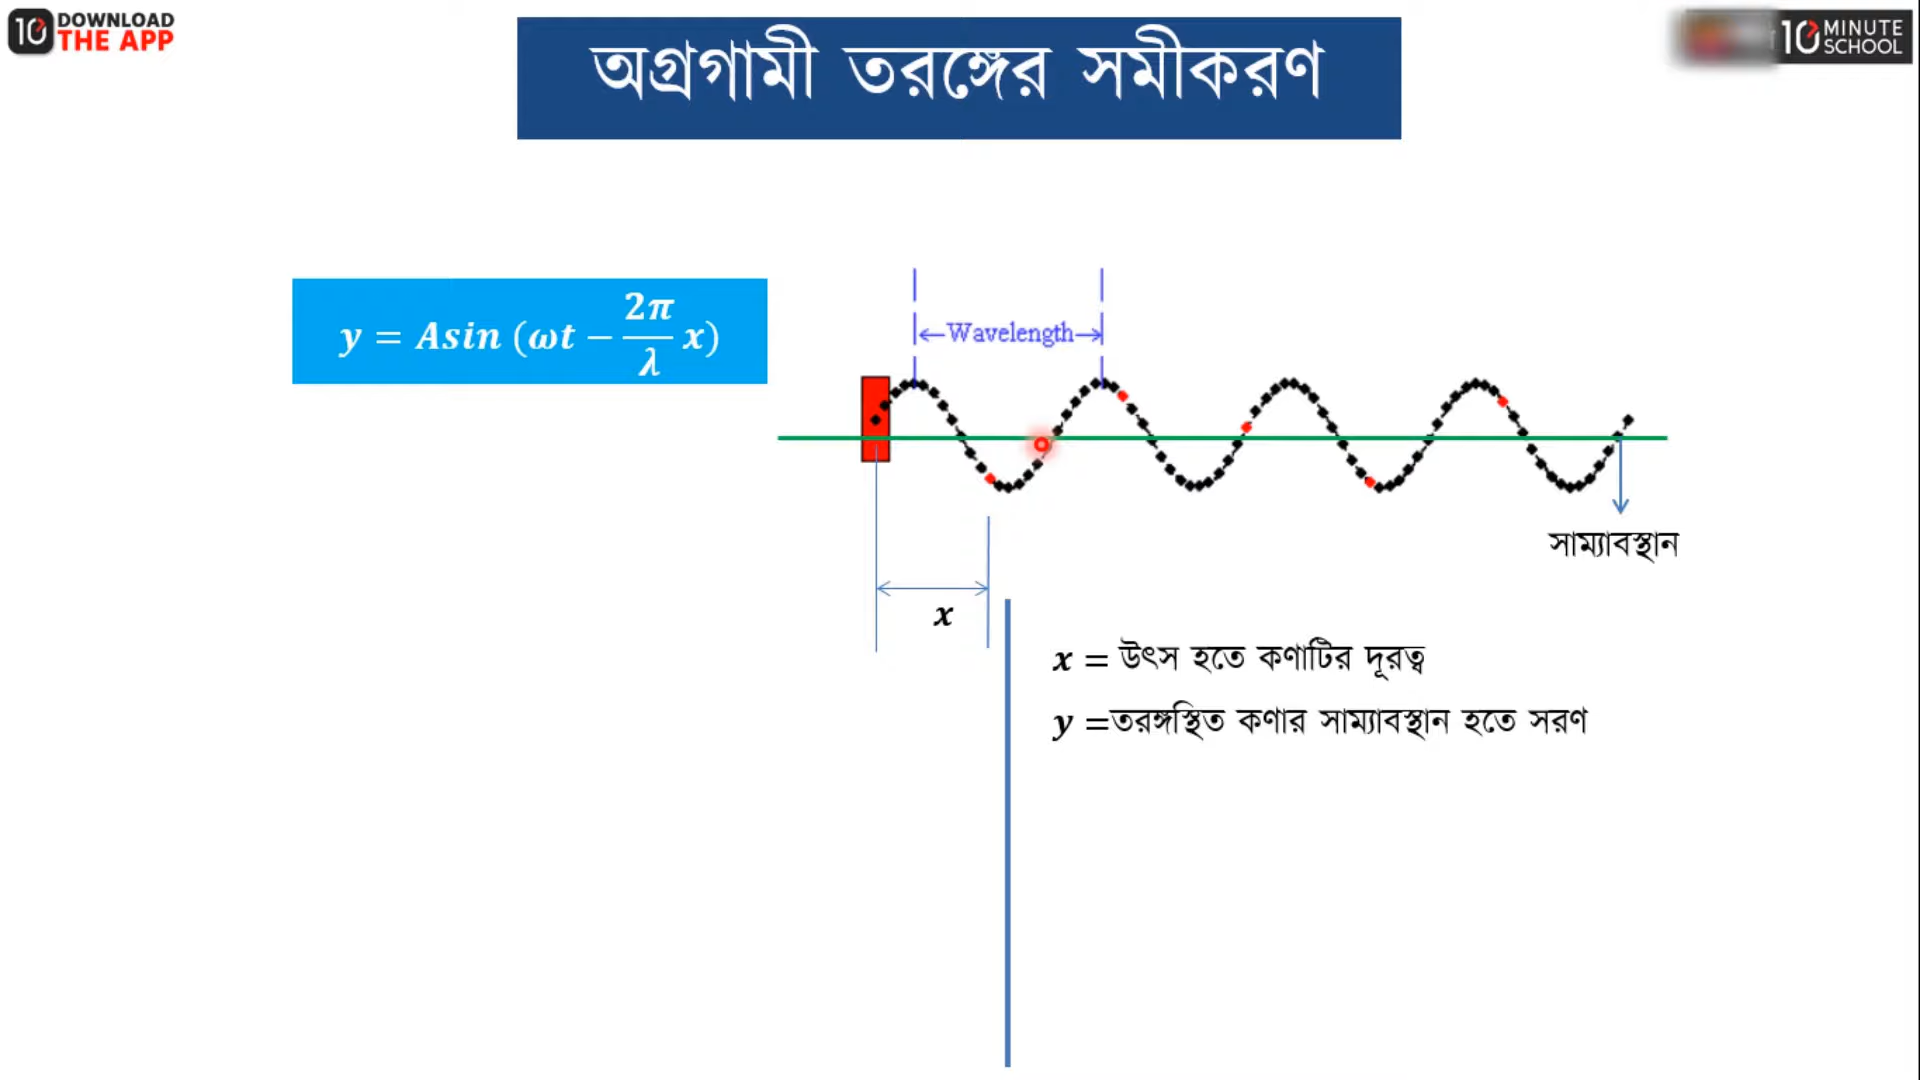 10 DOWNLOAD
THE APP
10 MINUTE
SCHOOL
অগ্রগামী তরঙ্গের সমীকরণ
y = Asin (ωt − 2π/λ x)
←Wavelength→
সাম্যাবস্থান
x
x = উৎস হতে কণাটির দূরত্ব
y =তরঙ্গস্থিত কণার সাম্যাবস্থান হতে সরণ